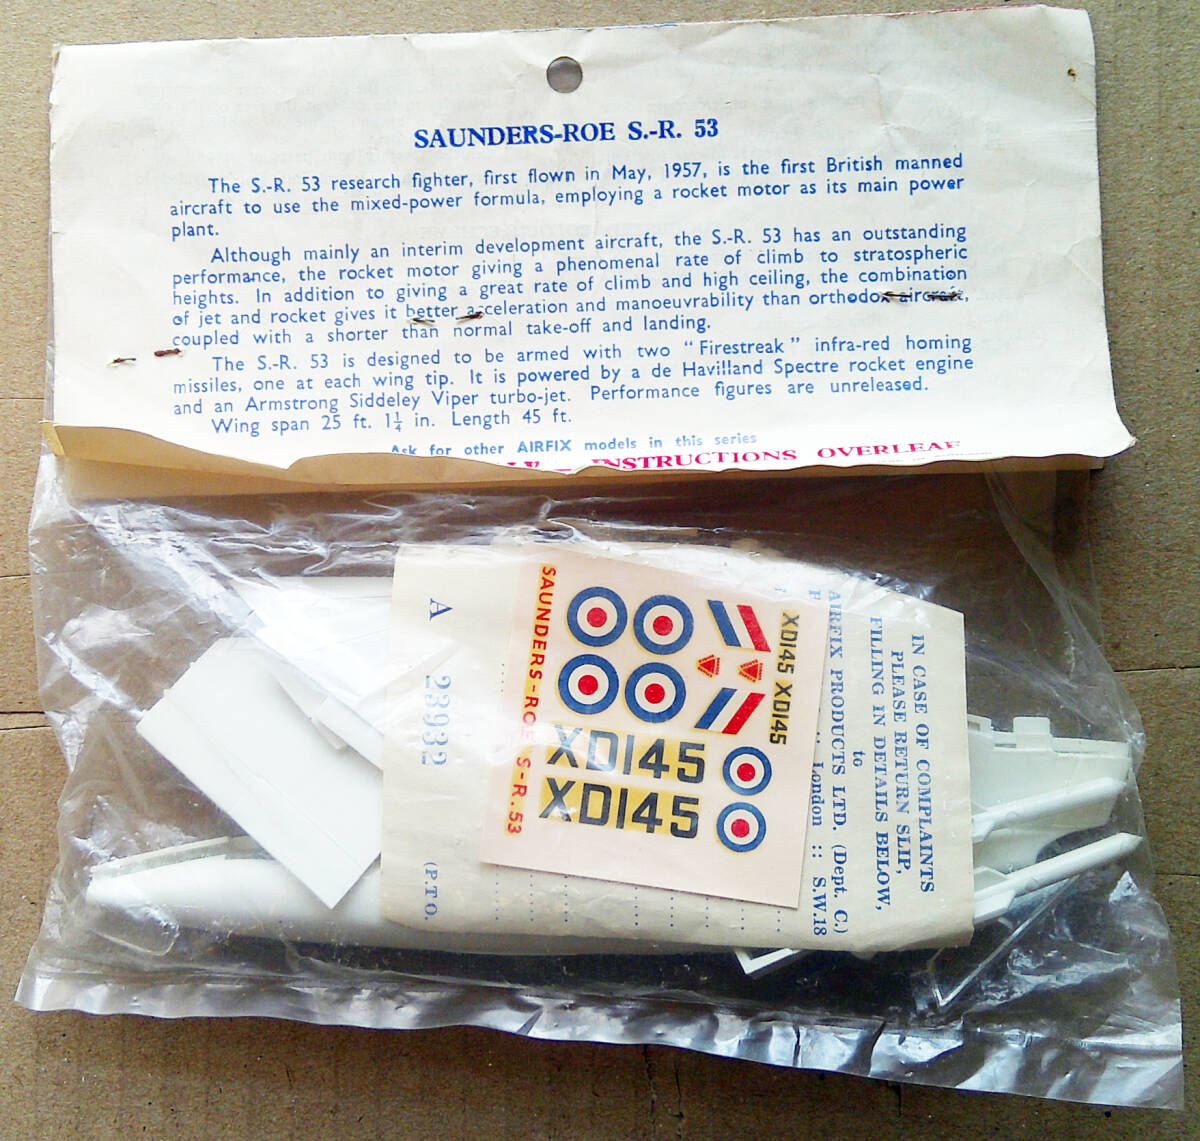 SAUNDERS-ROE S.-R. 53
The S.-R. 53 research fighter, first flown in May, 1957, is the first British manned
aircraft to use the mixed-power formula, employing a rocket motor as its main power
plant.
Although mainly an interim development aircraft, the S.-R. 53 has an outstanding
performance, the rocket motor giving a phenomenal rate of climb to stratospheric
heights. In addition to giving a great rate of climb and high ceiling, the combination
of jet and rocket gives it better acceleration and manoeuvrability than orthodox aircraft,
coupled with a shorter than normal take-off and landing.
The S.-R. 53 is designed to be armed with two "Firestreak" infra-red homing
missiles, one at each wing tip. It is powered by a de Havilland Spectre rocket engine
and an Armstrong Siddeley Viper turbo-jet. Performance figures are unreleased.
Wing span 25 ft. 1¼ in. Length 45 ft.
Ask for other AIRFIX models in this series
INSTRUCTIONS OVERLEAF
IN CASE OF COMPLAINTS
PLEASE RETURN SLIP,
FILLING IN DETAILS BELOW,
to
AIRFIX PRODUCTS LTD. (Dept. C.)
London :: S.W.18
A 23932 (P.T.O.
SAUNDERS-ROE S-R.53
XD145 XD145
XD145
XD145